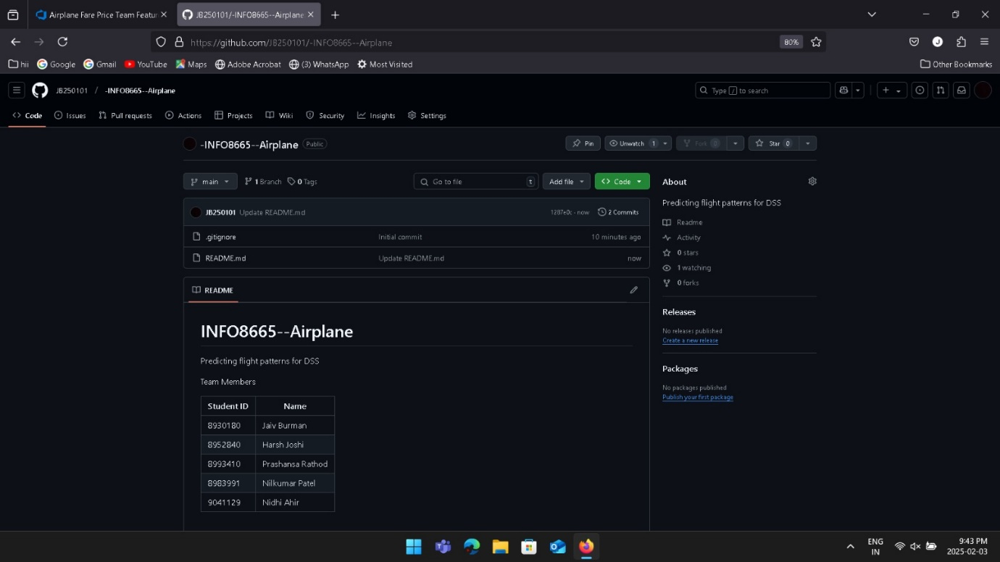 Airplane Fare Price Team Featur
JB250101/-INFO8665--Airplane
https://github.com/JB250101/-INFO8665--Airplane
80%
hii Google Gmail YouTube Maps Adobe Acrobat (3) WhatsApp Most Visited Other Bookmarks
JB250101 / -INFO8665--Airplane
Type / to search
Code Issues Pull requests Actions Projects Wiki Security Insights Settings
-INFO8665--Airplane Public
Pin Unwatch 1 Fork 0 Star 0
main 1 Branch 0 Tags
Go to file t Add file Code
About
Predicting flight patterns for DSS
Readme
Activity
0 stars
1 watching
0 forks
JB250101 Update README.md 1287e0c · now 2 Commits
.gitignore Initial commit 10 minutes ago
README.md Update README.md now
README
Releases
No releases published
Create a new release
Packages
No packages published
Publish your first package
INFO8665--Airplane
Predicting flight patterns for DSS
Team Members
Student ID Name
8930180 Jaiv Burman
8952840 Harsh Joshi
8993410 Prashansa Rathod
8983991 Nilkumar Patel
9041129 Nidhi Ahir
ENG
IN
9:43 PM
2025-02-03